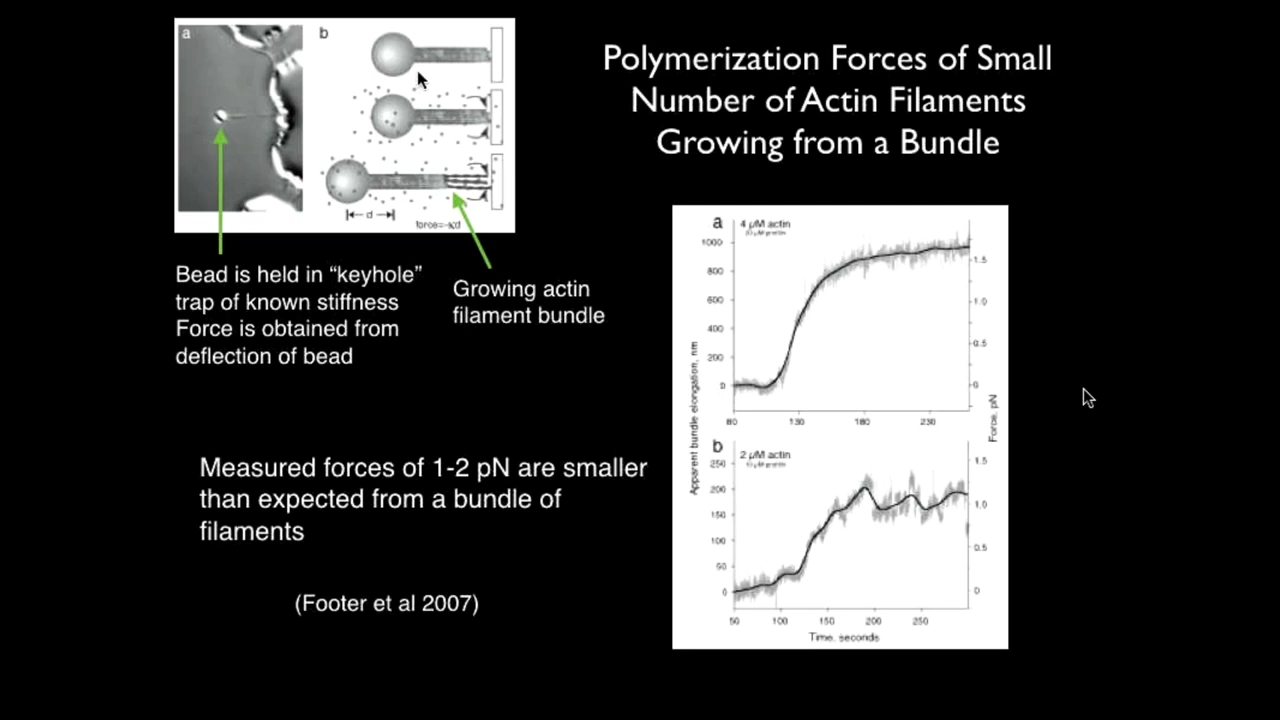 Polymerization Forces of Small
Number of Actin Filaments
Growing from a Bundle
a
b
d
force=-κd
Bead is held in “keyhole”
trap of known stiffness
Force is obtained from
deflection of bead
Growing actin
filament bundle
Measured forces of 1-2 pN are smaller
than expected from a bundle of
filaments
(Footer et al 2007)
a
4 μM actin
1000
800
600
400
200
0
1.5
1.0
0.5
0
80
130
180
230
Apparent bundle elongation, nm
Force, pN
b
2 μM actin
250
200
150
100
50
0
1.5
1.0
0.5
0
50
100
150
200
250
Time, seconds